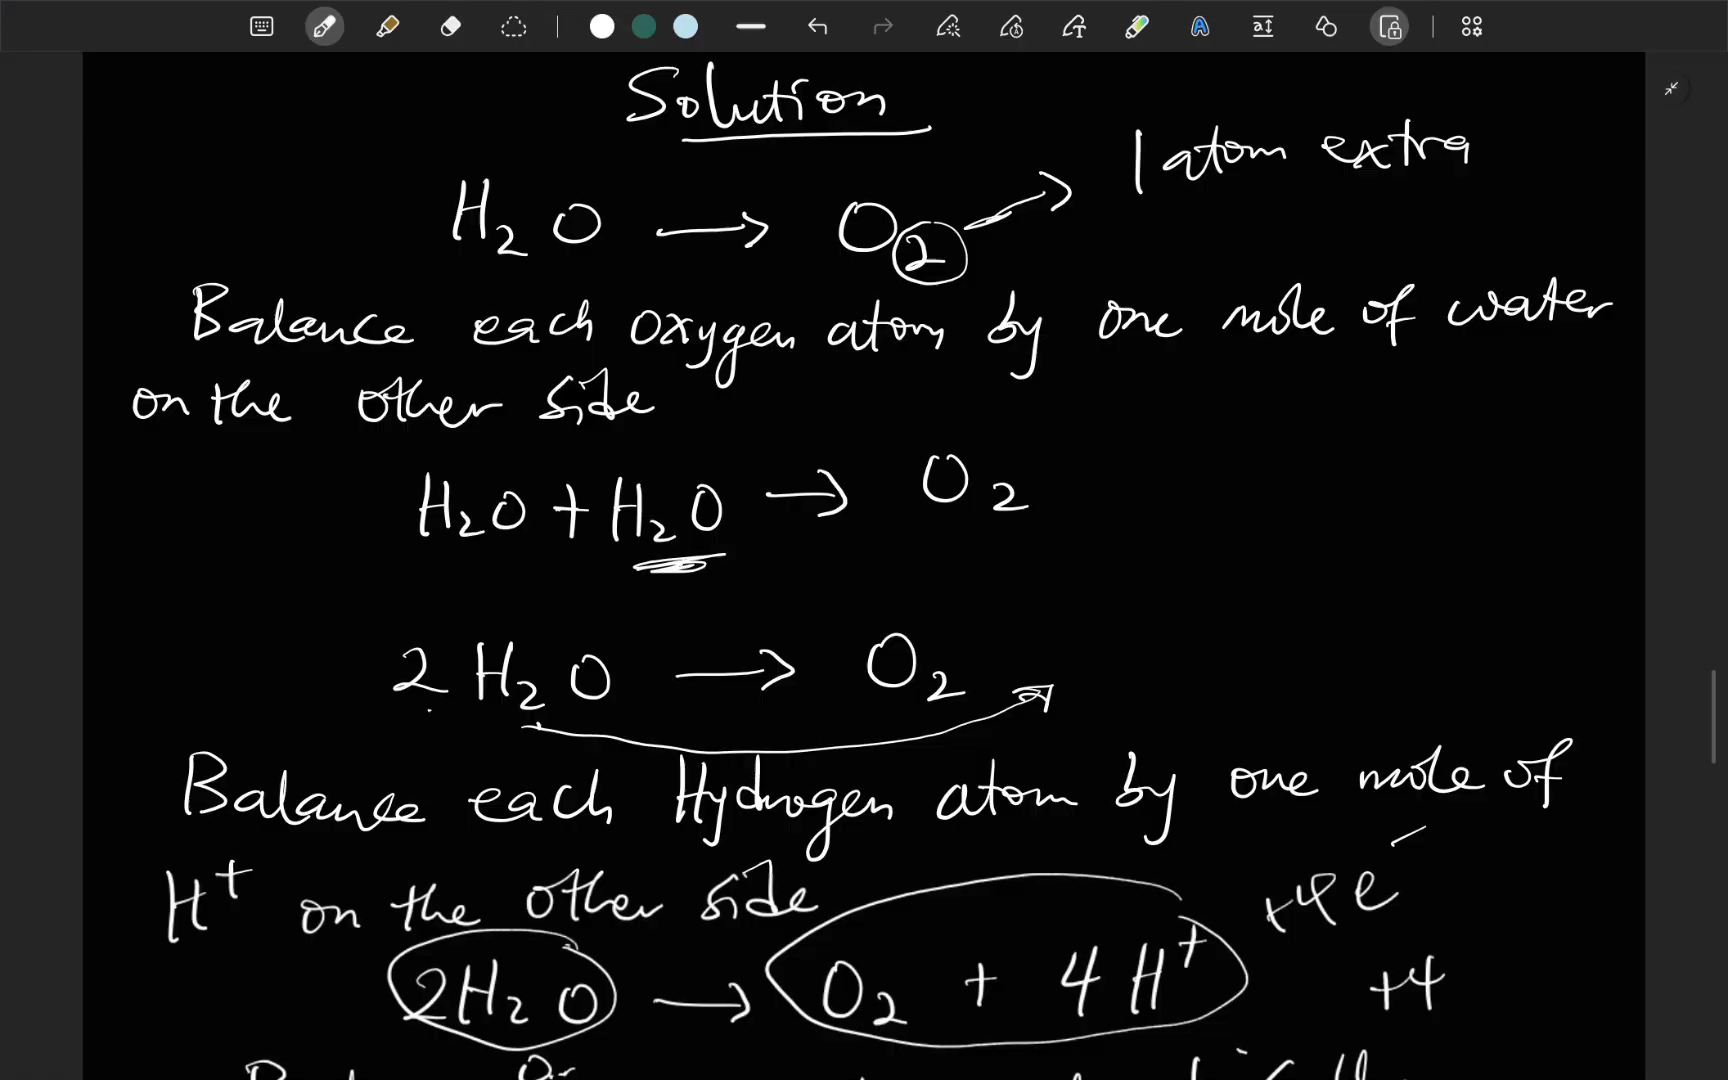 Solution
1 atom extra
H₂O → O₂
Balance each oxygen atom by one mole of water
on the other side
H₂O + H₂O → O₂
2 H₂O → O₂
Balance each Hydrogen atom by one mole of
H⁺ on the other side
+4e⁻
2H₂O → O₂ + 4H⁺
+4